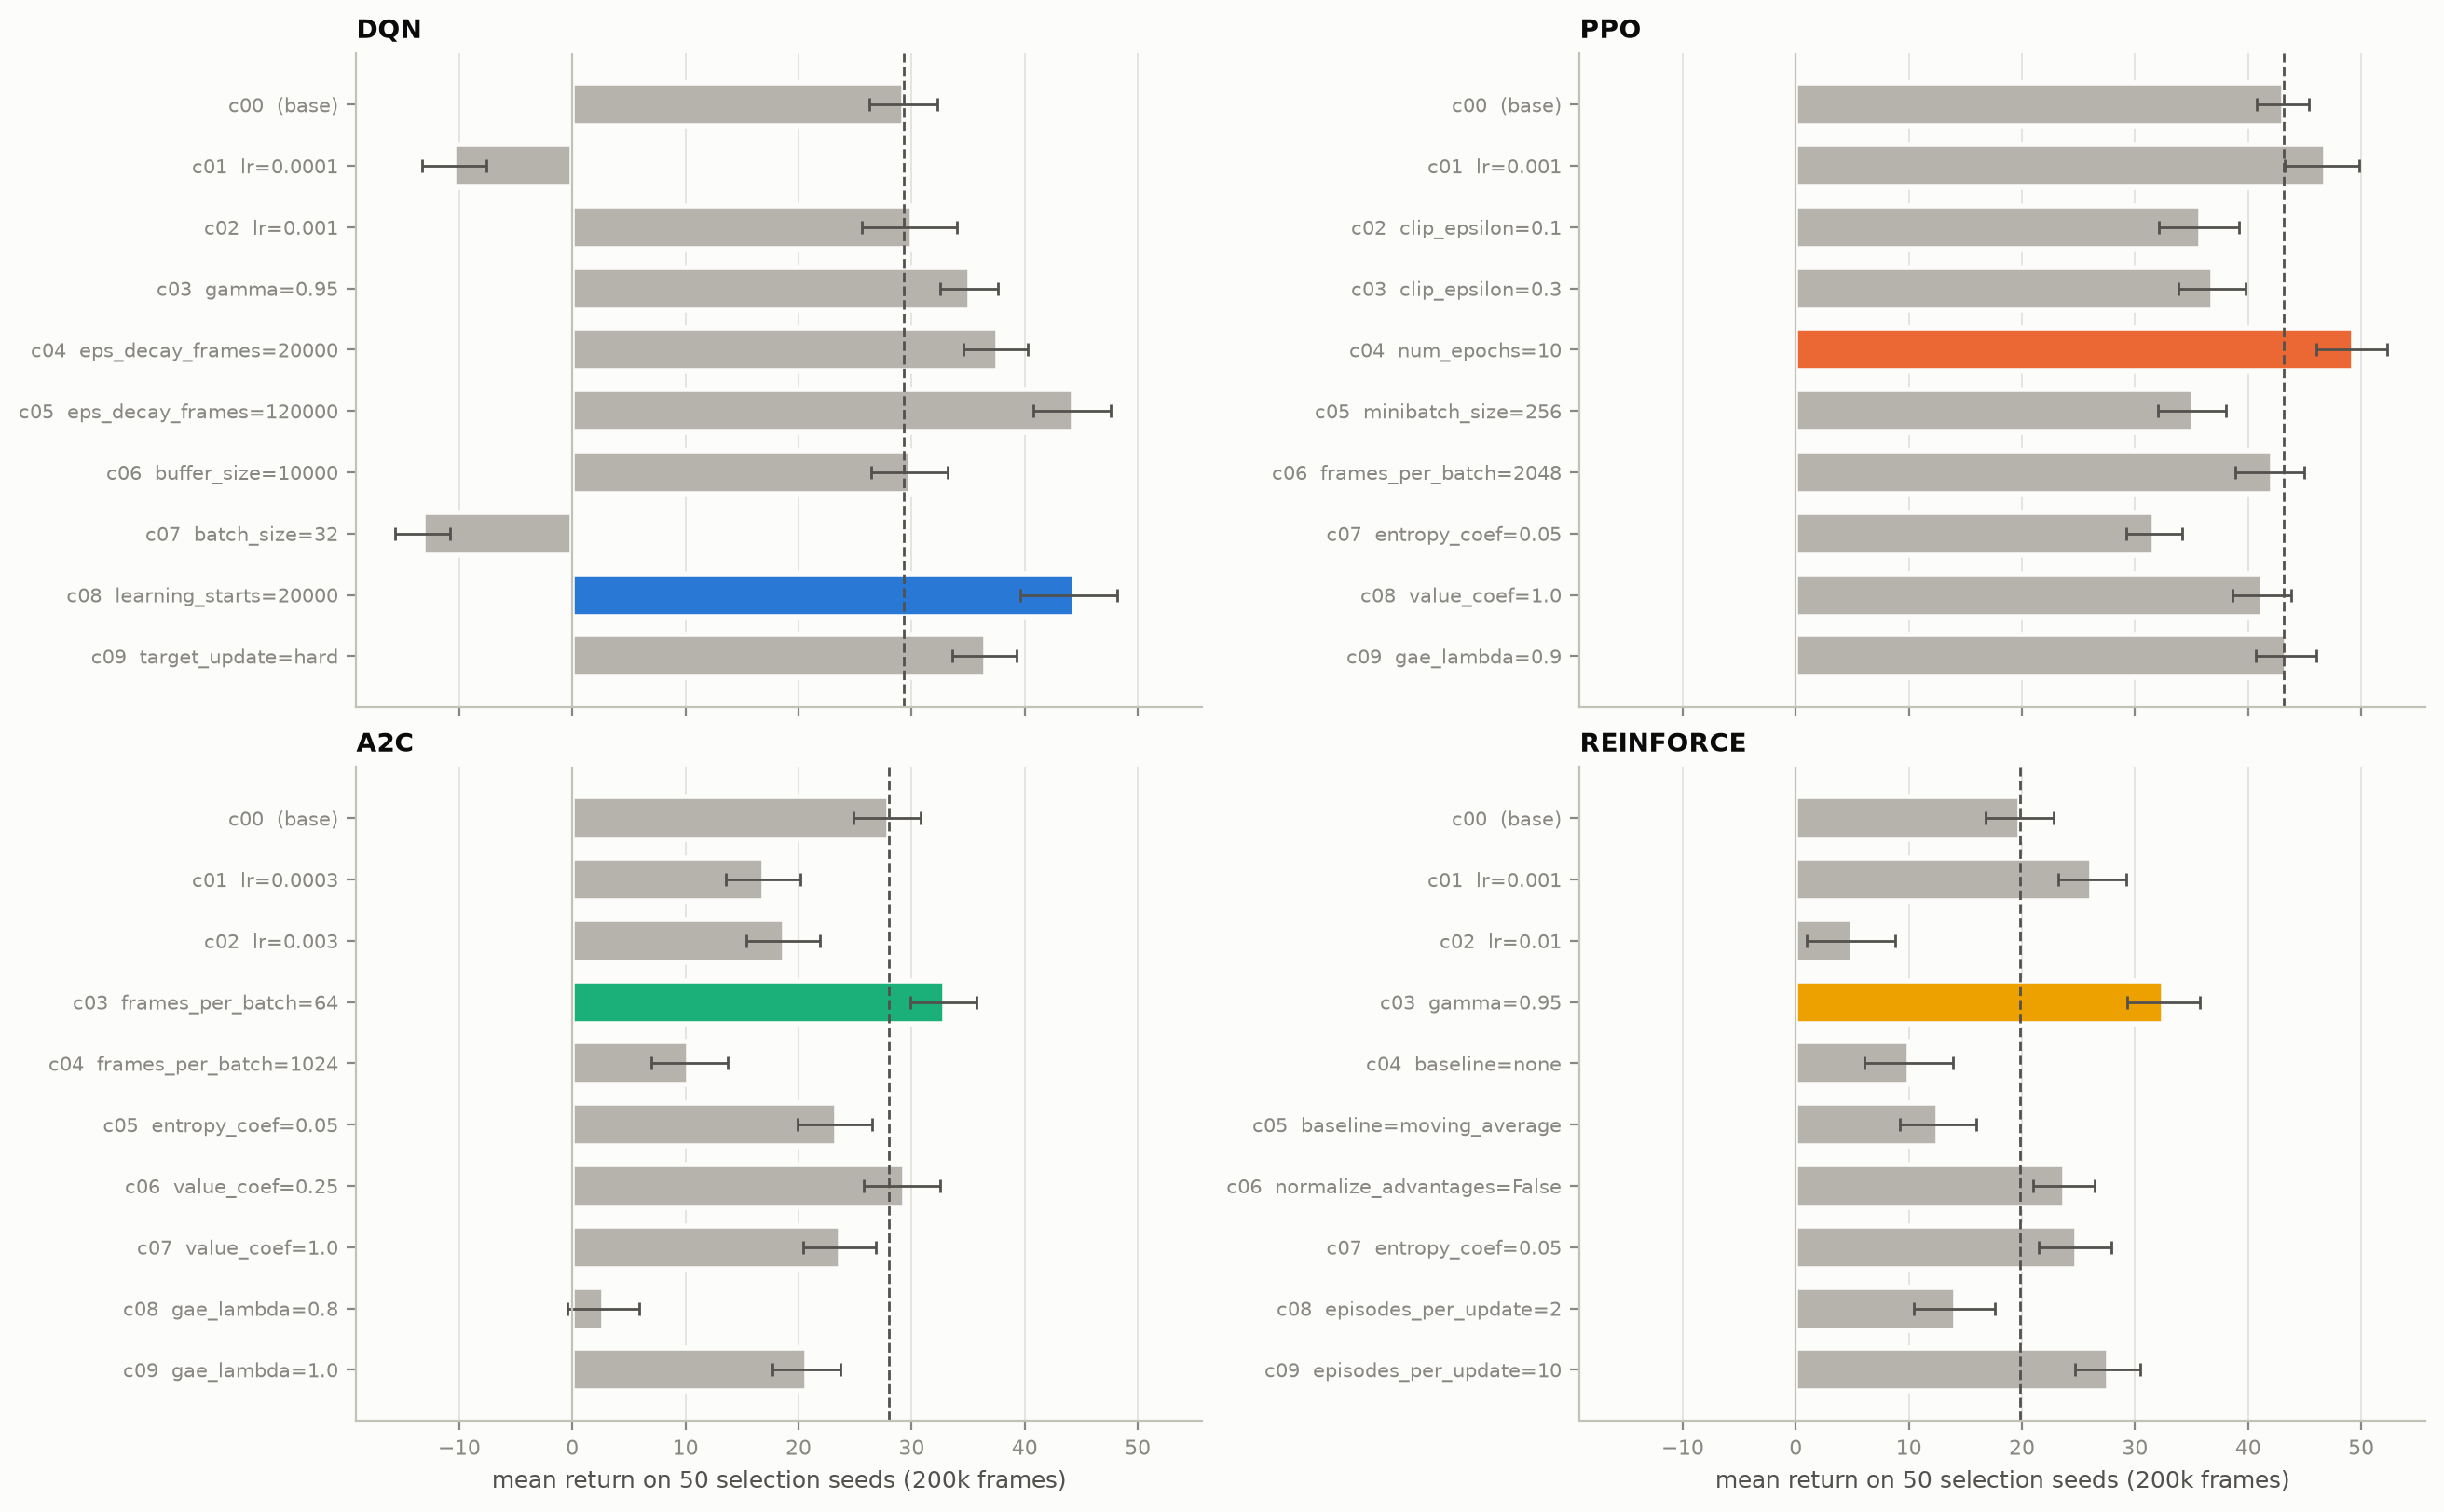 DQN
c00 (base)
c01 lr=0.0001
c02 lr=0.001
c03 gamma=0.95
c04 eps_decay_frames=20000
c05 eps_decay_frames=120000
c06 buffer_size=10000
c07 batch_size=32
c08 learning_starts=20000
c09 target_update=hard
PPO
c00 (base)
c01 lr=0.001
c02 clip_epsilon=0.1
c03 clip_epsilon=0.3
c04 num_epochs=10
c05 minibatch_size=256
c06 frames_per_batch=2048
c07 entropy_coef=0.05
c08 value_coef=1.0
c09 gae_lambda=0.9
A2C
c00 (base)
c01 lr=0.0003
c02 lr=0.003
c03 frames_per_batch=64
c04 frames_per_batch=1024
c05 entropy_coef=0.05
c06 value_coef=0.25
c07 value_coef=1.0
c08 gae_lambda=0.8
c09 gae_lambda=1.0
−10 0 10 20 30 40 50
mean return on 50 selection seeds (200k frames)
REINFORCE
c00 (base)
c01 lr=0.001
c02 lr=0.01
c03 gamma=0.95
c04 baseline=none
c05 baseline=moving_average
c06 normalize_advantages=False
c07 entropy_coef=0.05
c08 episodes_per_update=2
c09 episodes_per_update=10
−10 0 10 20 30 40 50
mean return on 50 selection seeds (200k frames)